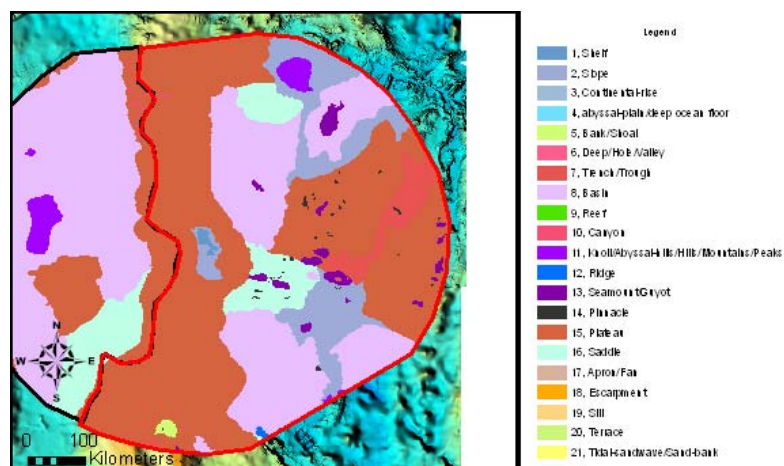 Legend
1, Shelf
2, Slope
3, Continental-rise
4, abyssal-plain/deep ocean floor
5, Bank/Shoal
6, Deep/Hole/Valley
7, Trench/Trough
8, Basin
9, Reef
10, Canyon
11, Knoll/Abyssal-hills/Hills/Mountains/Peaks
12, Ridge
13, Seamount/Guyot
14, Pinnacle
15, Plateau
16, Saddle
17, Apron/Fan
18, Escarpment
19, Sill
20, Terrace
21, Tidal-sandwave/Sand-bank
N
W E
S
0 100
Kilometers